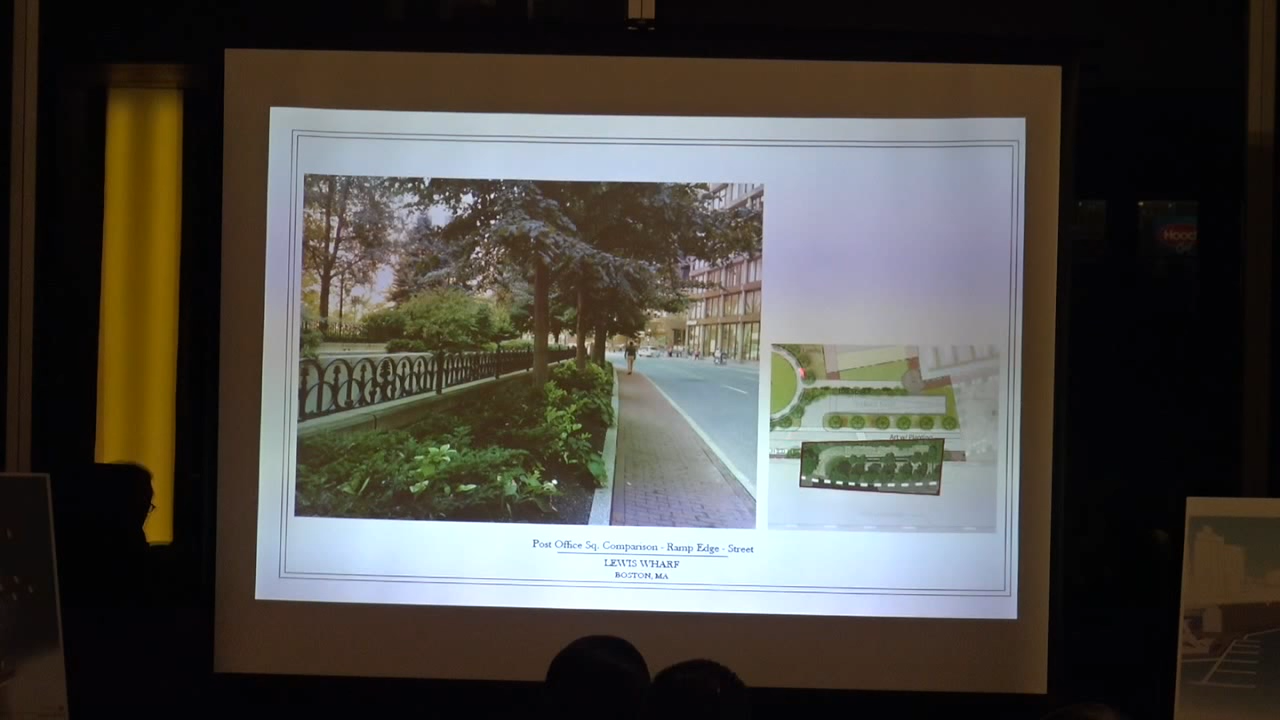 Post Office Sq. Comparison - Ramp Edge - Street
LEWIS WHARF
BOSTON, MA